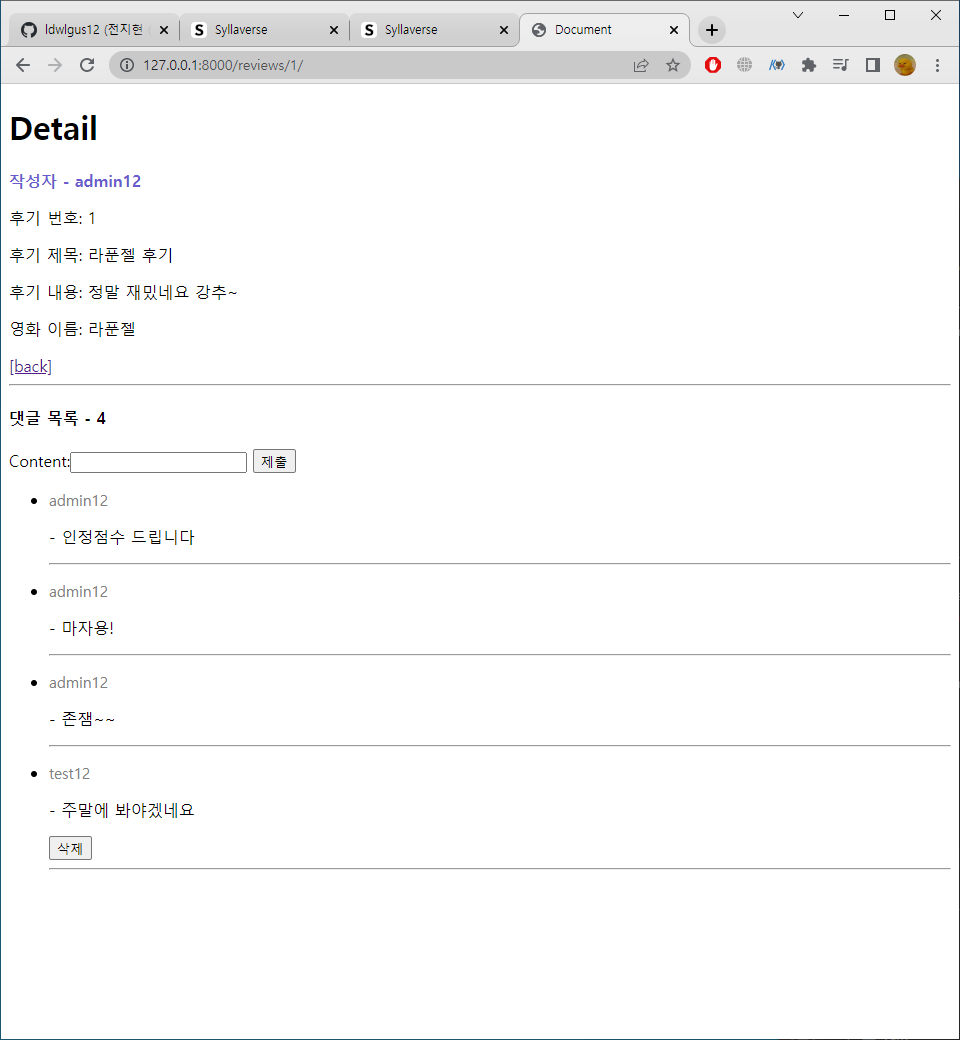 ldwlgus12 (전지현
S Syllaverse
S Syllaverse
Document
127.0.0.1:8000/reviews/1/
Detail
작성자 - admin12
후기 번호: 1
후기 제목: 라푼젤 후기
후기 내용: 정말 재밌네요 강추~
영화 이름: 라푼젤
[back]
댓글 목록 - 4
Content: 제출
admin12
- 인정점수 드립니다
admin12
- 마자용!
admin12
- 존잼~~
test12
- 주말에 봐야겠네요
삭제